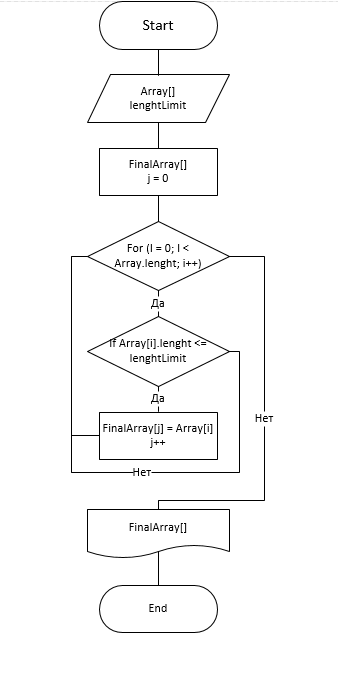 Start
Array[]
lenghtLimit
FinalArray[]
j = 0
For (I = 0; I <
Array.lenght; i++)
Да
If Array[i].lenght <=
lenghtLimit
Да
FinalArray[j] = Array[i]
j++
Нет
Нет
FinalArray[]
End